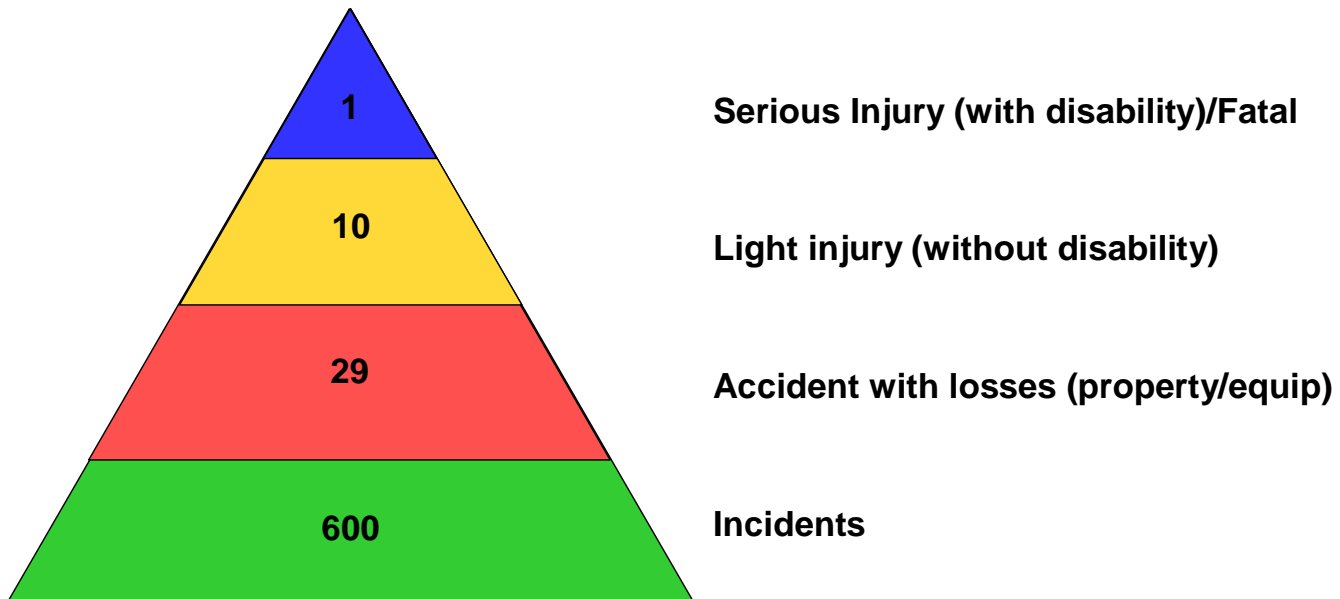 1
Serious Injury (with disability)/Fatal
10
Light injury (without disability)
29
Accident with losses (property/equip)
600
Incidents